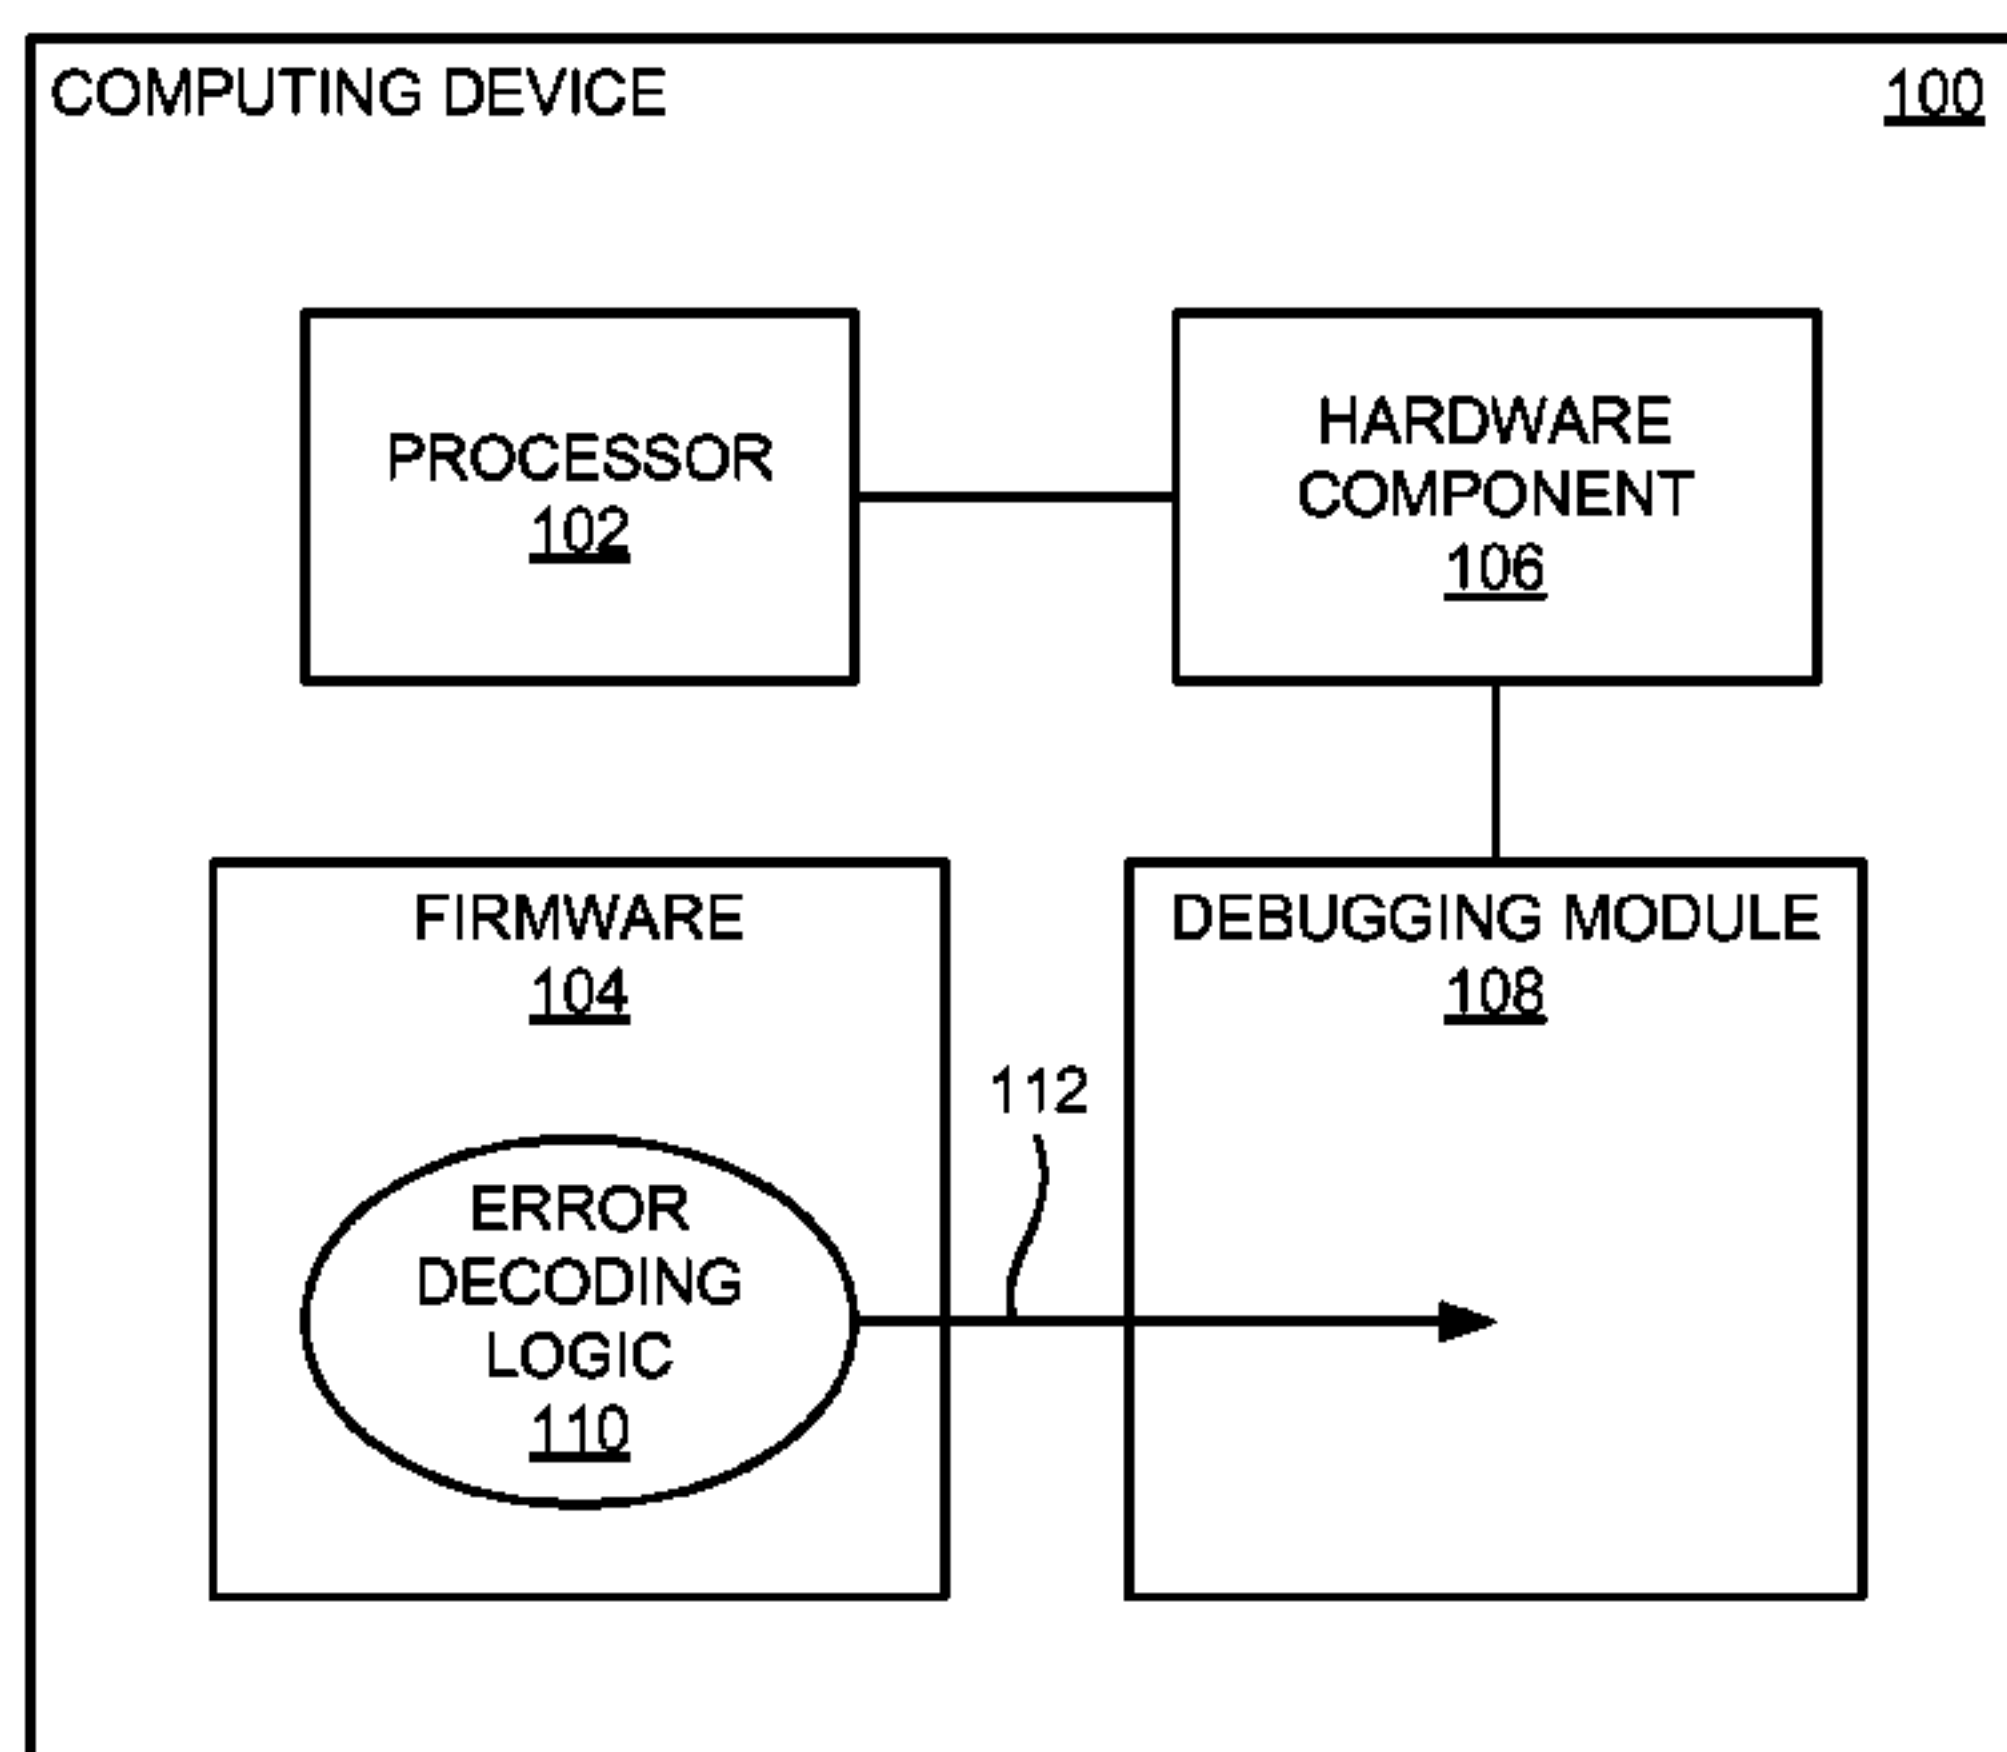 COMPUTING DEVICE
100
PROCESSOR
102
HARDWARE
COMPONENT
106
FIRMWARE
104
DEBUGGING MODULE
108
112
ERROR
DECODING
LOGIC
110